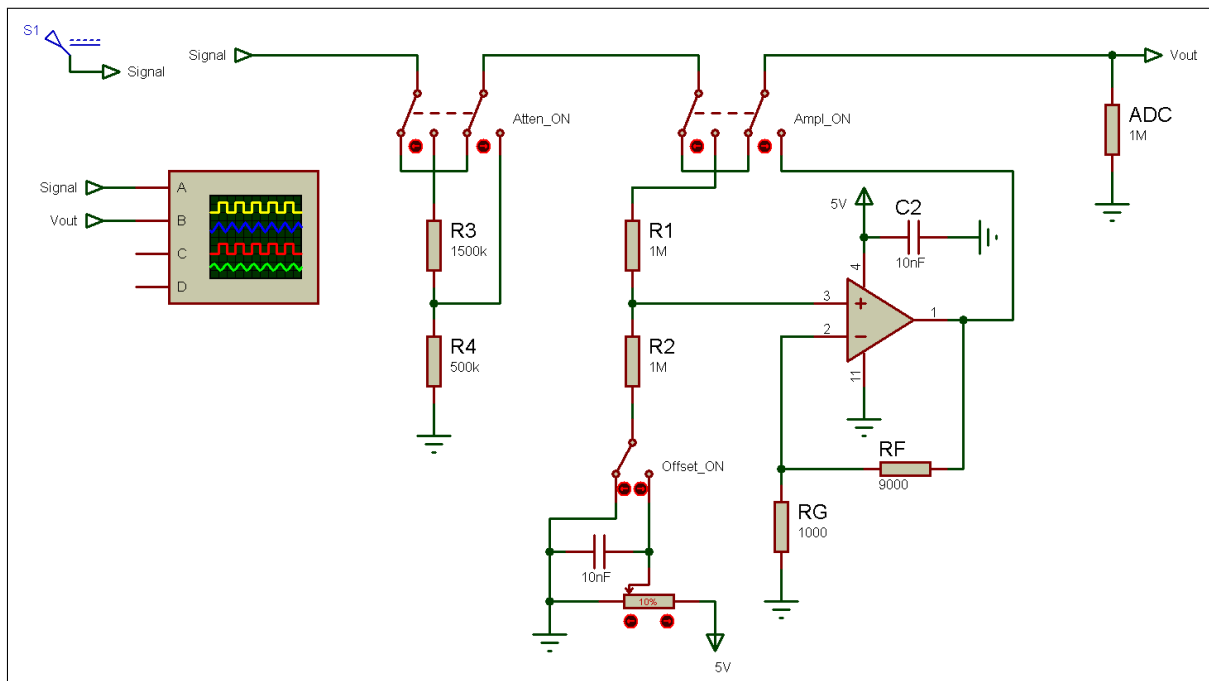 S1
Signal
Signal
Vout
Atten_ON
Ampl_ON
ADC
1M
Signal
Vout
A
B
C
D
R3
1500k
R4
500k
R1
1M
R2
1M
5V
C2
10nF
4
3
2
1
11
RF
9000
RG
1000
Offset_ON
10nF
10%
5V